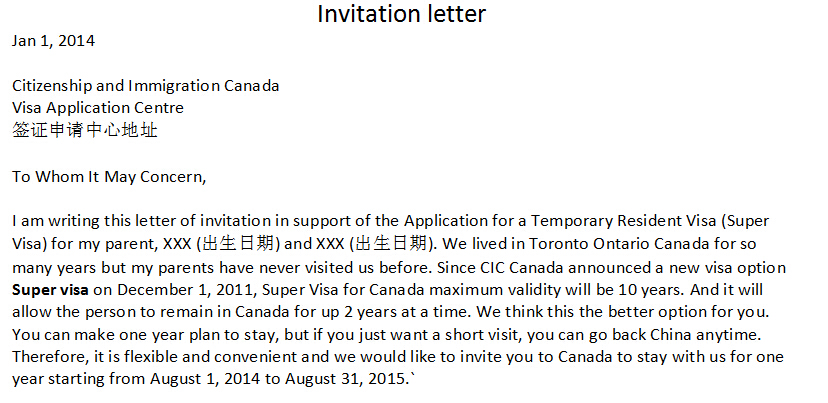 Invitation letter
Jan 1, 2014
Citizenship and Immigration Canada
Visa Application Centre
签证申请中心地址
To Whom It May Concern,
I am writing this letter of invitation in support of the Application for a Temporary Resident Visa (Super
Visa) for my parent, XXX (出生日期) and XXX (出生日期). We lived in Toronto Ontario Canada for so
many years but my parents have never visited us before. Since CIC Canada announced a new visa option
Super visa on December 1, 2011, Super Visa for Canada maximum validity will be 10 years. And it will
allow the person to remain in Canada for up 2 years at a time. We think this the better option for you.
You can make one year plan to stay, but if you just want a short visit, you can go back China anytime.
Therefore, it is flexible and convenient and we would like to invite you to Canada to stay with us for one
year starting from August 1, 2014 to August 31, 2015.`